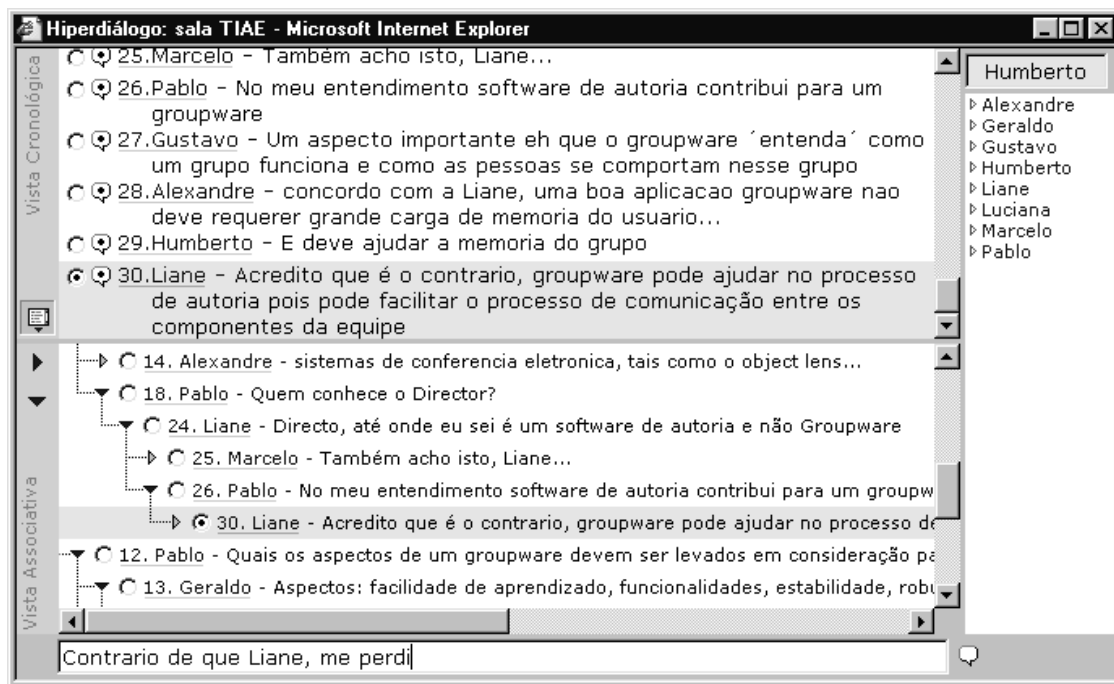 Hiperdiálogo: sala TIAE - Microsoft Internet Explorer
Vista Cronológica
25.Marcelo - Também acho isto, Liane...
26.Pablo - No meu entendimento software de autoria contribui para um
groupware
27.Gustavo - Um aspecto importante eh que o groupware ´entenda´ como
um grupo funciona e como as pessoas se comportam nesse grupo
28.Alexandre - concordo com a Liane, uma boa aplicacao groupware nao
deve requerer grande carga de memoria do usuario...
29.Humberto - E deve ajudar a memoria do grupo
30.Liane - Acredito que é o contrario, groupware pode ajudar no processo
de autoria pois pode facilitar o processo de comunicação entre os
componentes da equipe
Humberto
Alexandre
Geraldo
Gustavo
Humberto
Liane
Luciana
Marcelo
Pablo
Vista Associativa
14. Alexandre - sistemas de conferencia eletronica, tais como o object lens...
18. Pablo - Quem conhece o Director?
24. Liane - Directo, até onde eu sei é um software de autoria e não Groupware
25. Marcelo - Também acho isto, Liane...
26. Pablo - No meu entendimento software de autoria contribui para um groupw
30. Liane - Acredito que é o contrario, groupware pode ajudar no processo de
12. Pablo - Quais os aspectos de um groupware devem ser levados em consideração pa
13. Geraldo - Aspectos: facilidade de aprendizado, funcionalidades, estabilidade, robu
Contrario de que Liane, me perdi